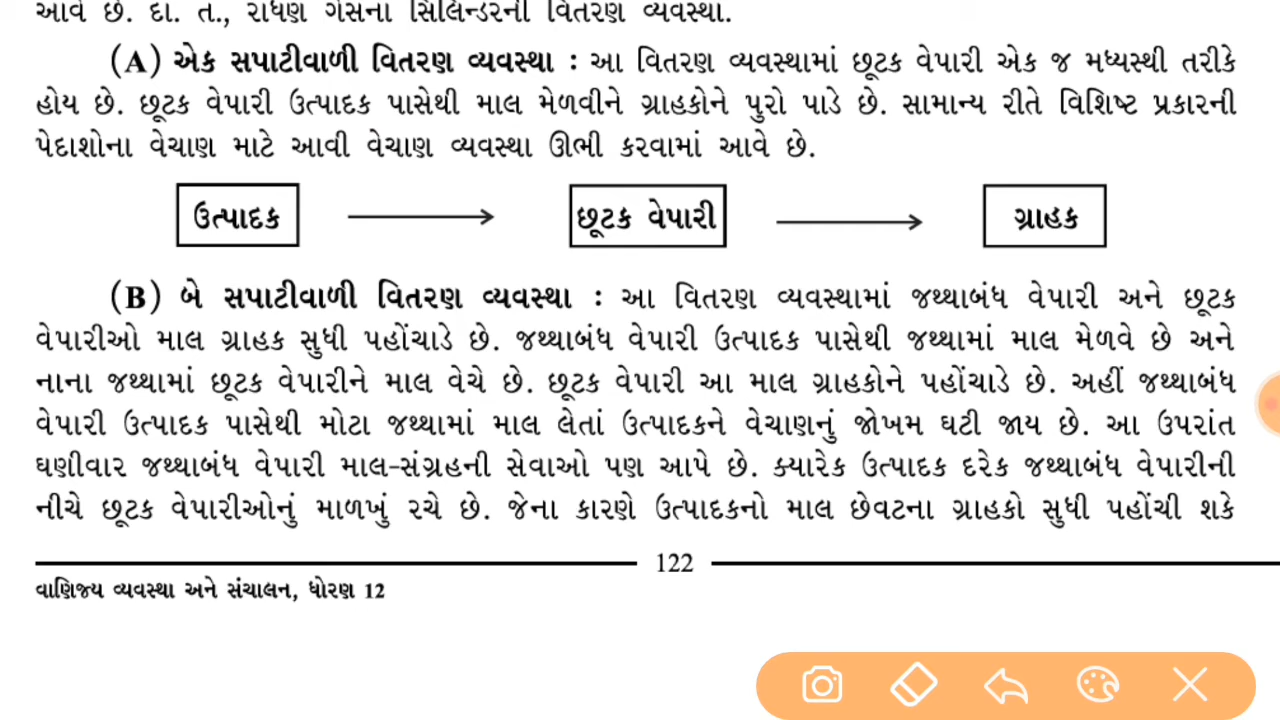 આવે છે. દા. ત., રાંધણ ગેસના સિલિન્ડરની વિતરણ વ્યવસ્થા.
(A) એક સપાટીવાળી વિતરણ વ્યવસ્થા : આ વિતરણ વ્યવસ્થામાં છૂટક વેપારી એક જ મધ્યસ્થી તરીકે
હોય છે. છૂટક વેપારી ઉત્પાદક પાસેથી માલ મેળવીને ગ્રાહકોને પુરો પાડે છે. સામાન્ય રીતે વિશિષ્ટ પ્રકારની
પેદાશોના વેચાણ માટે આવી વેચાણ વ્યવસ્થા ઊભી કરવામાં આવે છે.
ઉત્પાદક છૂટક વેપારી ગ્રાહક
(B) બે સપાટીવાળી વિતરણ વ્યવસ્થા : આ વિતરણ વ્યવસ્થામાં જથ્થાબંધ વેપારી અને છૂટક
વેપારીઓ માલ ગ્રાહક સુધી પહોંચાડે છે. જથ્થાબંધ વેપારી ઉત્પાદક પાસેથી જથ્થામાં માલ મેળવે છે અને
નાના જથ્થામાં છૂટક વેપારીને માલ વેચે છે. છૂટક વેપારી આ માલ ગ્રાહકોને પહોંચાડે છે. અહીં જથ્થાબંધ
વેપારી ઉત્પાદક પાસેથી મોટા જથ્થામાં માલ લેતાં ઉત્પાદકને વેચાણનું જોખમ ઘટી જાય છે. આ ઉપરાંત
ઘણીવાર જથ્થાબંધ વેપારી માલ-સંગ્રહની સેવાઓ પણ આપે છે. ક્યારેક ઉત્પાદક દરેક જથ્થાબંધ વેપારીની
નીચે છૂટક વેપારીઓનું માળખું રચે છે. જેના કારણે ઉત્પાદકનો માલ છેવટના ગ્રાહકો સુધી પહોંચી શકે
122
વાણિજ્ય વ્યવસ્થા અને સંચાલન, ધોરણ 12